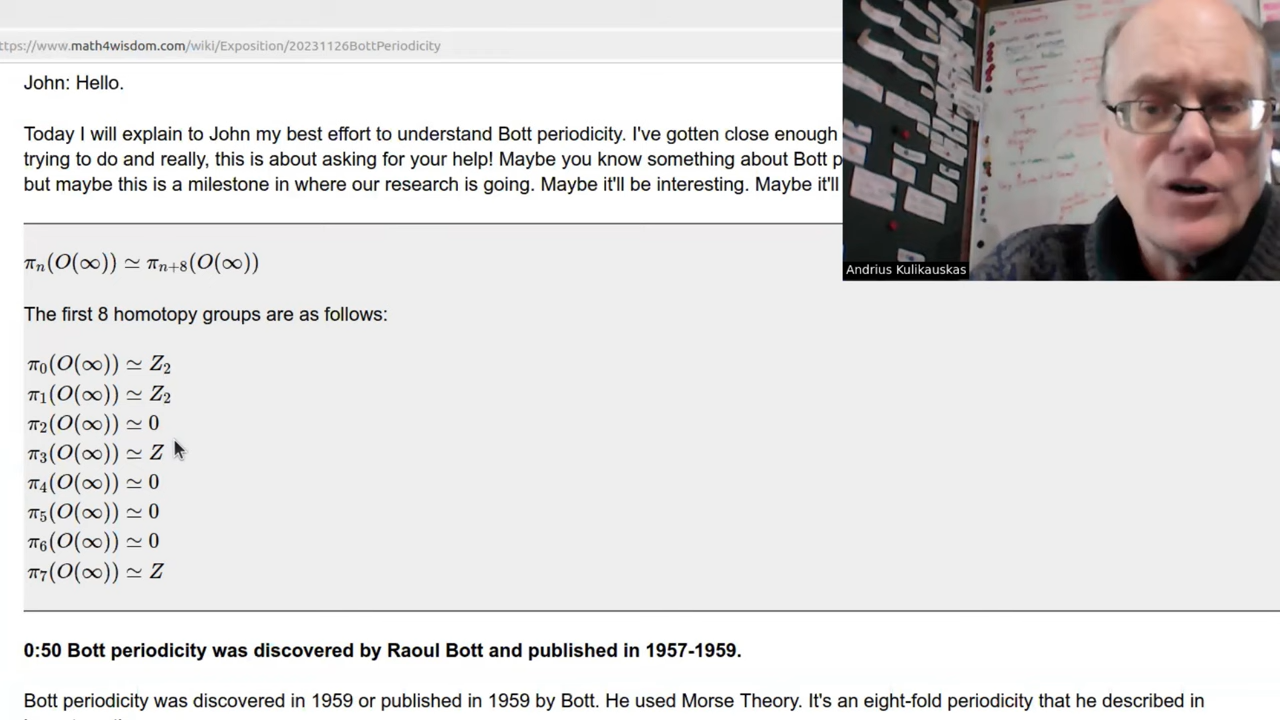 ttps://www.math4wisdom.com/wiki/Exposition/20231126BottPeriodicity
John: Hello.
Today I will explain to John my best effort to understand Bott periodicity. I've gotten close enough
trying to do and really, this is about asking for your help! Maybe you know something about Bott p
but maybe this is a milestone in where our research is going. Maybe it'll be interesting. Maybe it'll
πₙ(O(∞)) ≃ πₙ₊₈(O(∞))
The first 8 homotopy groups are as follows:
π₀(O(∞)) ≃ Z₂
π₁(O(∞)) ≃ Z₂
π₂(O(∞)) ≃ 0
π₃(O(∞)) ≃ Z
π₄(O(∞)) ≃ 0
π₅(O(∞)) ≃ 0
π₆(O(∞)) ≃ 0
π₇(O(∞)) ≃ Z
Andrius Kulikauskas
0:50 Bott periodicity was discovered by Raoul Bott and published in 1957-1959.
Bott periodicity was discovered in 1959 or published in 1959 by Bott. He used Morse Theory. It's an eight-fold periodicity that he described in